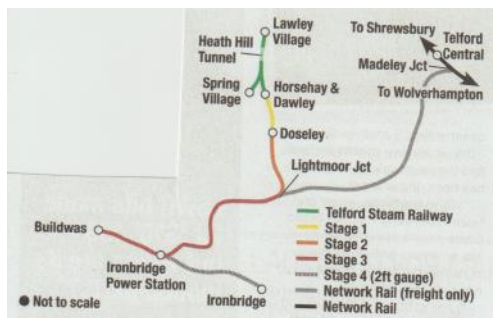 Lawley
Village
Heath Hill
Tunnel
Spring
Village
Horsehay &
Dawley
Doseley
To Shrewsbury
Telford
Central
Madeley Jct
To Wolverhampton
Lightmoor Jct
Buildwas
Ironbridge
Power Station
Ironbridge
Telford Steam Railway
Stage 1
Stage 2
Stage 3
Stage 4 (2ft gauge)
Network Rail (freight only)
Network Rail
Not to scale